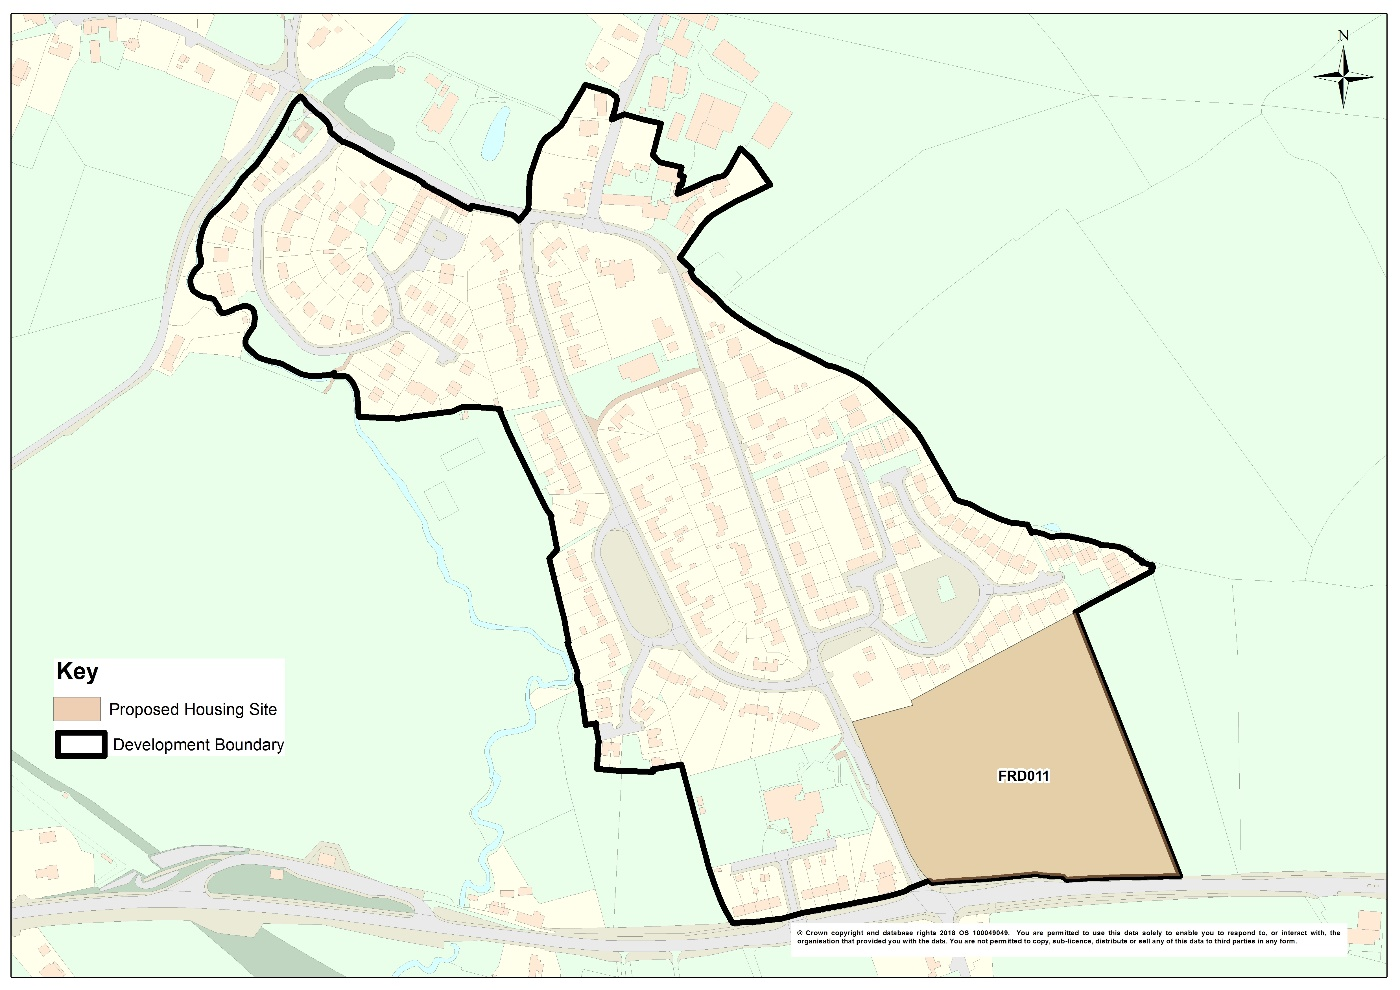 N
Key
Proposed Housing Site
Development Boundary
FRD011
© Crown copyright and database rights 2018 OS 100049049. You are permitted to use this data solely to enable you to respond to, or interact with, the
organisation that provided you with the data. You are not permitted to copy, sub-licence, distribute or sell any of this data to third parties in any form.